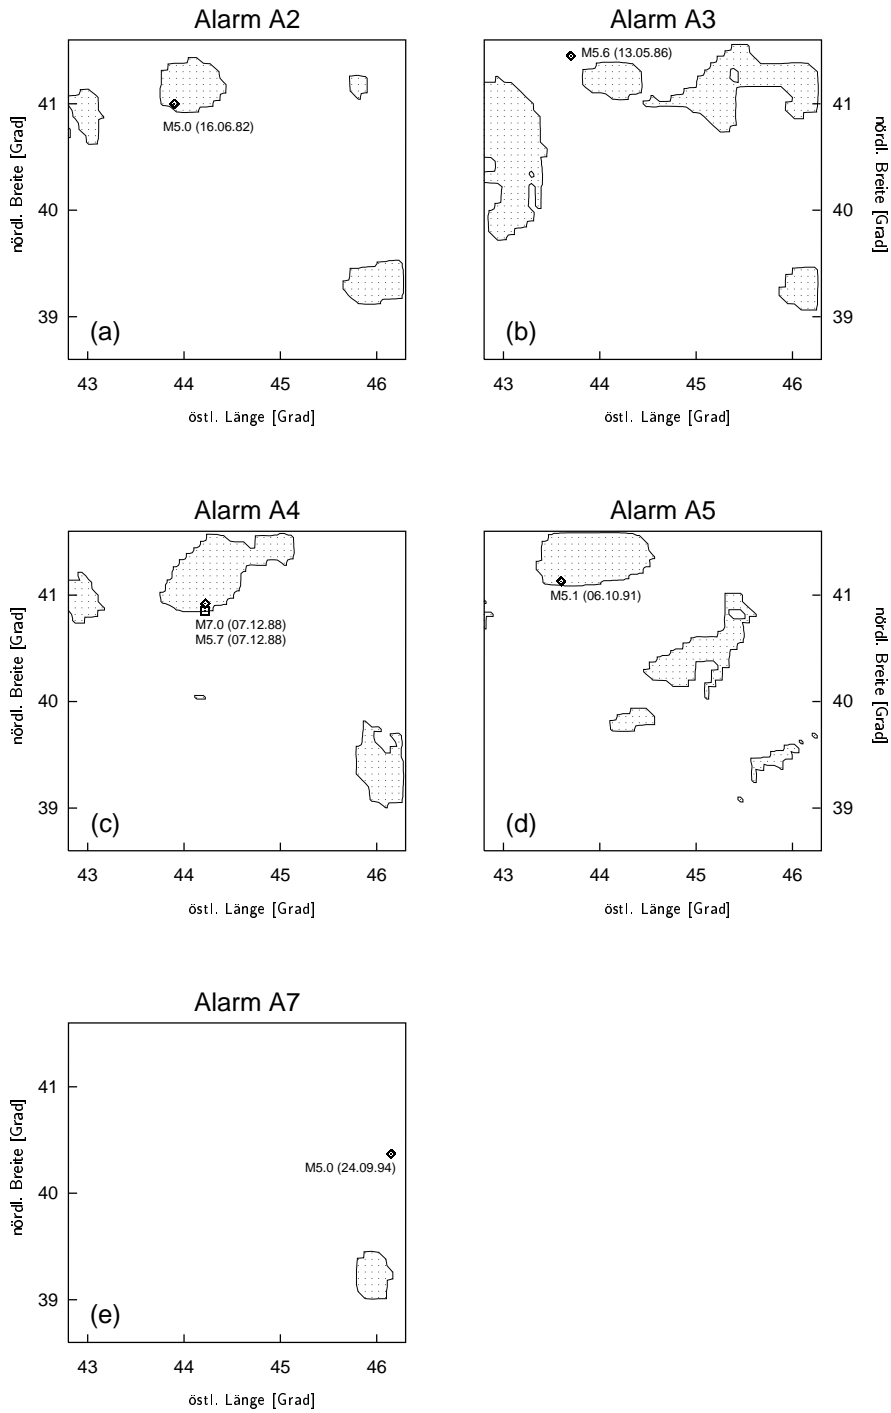 Alarm A2
Alarm A3
M5.0 (16.06.82)
M5.6 (13.05.86)
41
40
39
41
40
39
nördl. Breite [Grad]
nördl. Breite [Grad]
(a)
(b)
43 44 45 46
43 44 45 46
östl. Länge [Grad]
östl. Länge [Grad]
Alarm A4
Alarm A5
M7.0 (07.12.88)
M5.7 (07.12.88)
M5.1 (06.10.91)
41
40
39
41
40
39
nördl. Breite [Grad]
nördl. Breite [Grad]
(c)
(d)
43 44 45 46
43 44 45 46
östl. Länge [Grad]
östl. Länge [Grad]
Alarm A7
M5.0 (24.09.94)
41
40
39
nördl. Breite [Grad]
(e)
43 44 45 46
östl. Länge [Grad]